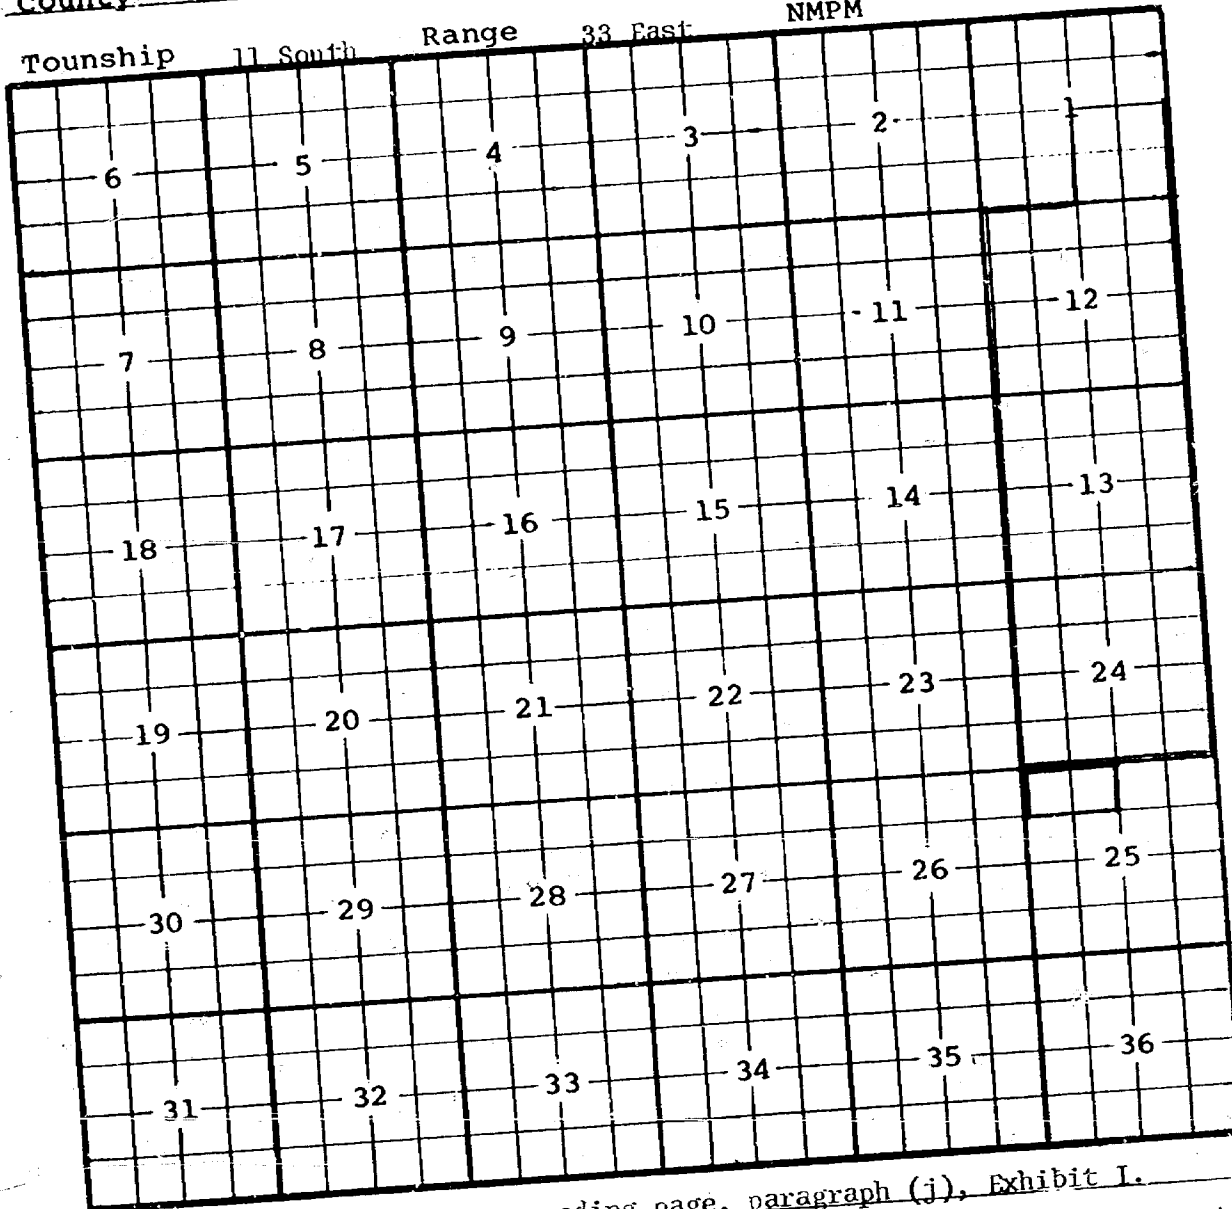 County
Tounship 11 South Range 33 East NMPM
6 5 4 3 2 1
7 8 9 10 11 12
18 17 16 15 14 13
19 20 21 22 23 24
30 29 28 27 26 25
31 32 33 34 35 36
page, paragraph (j), Exhibit I.